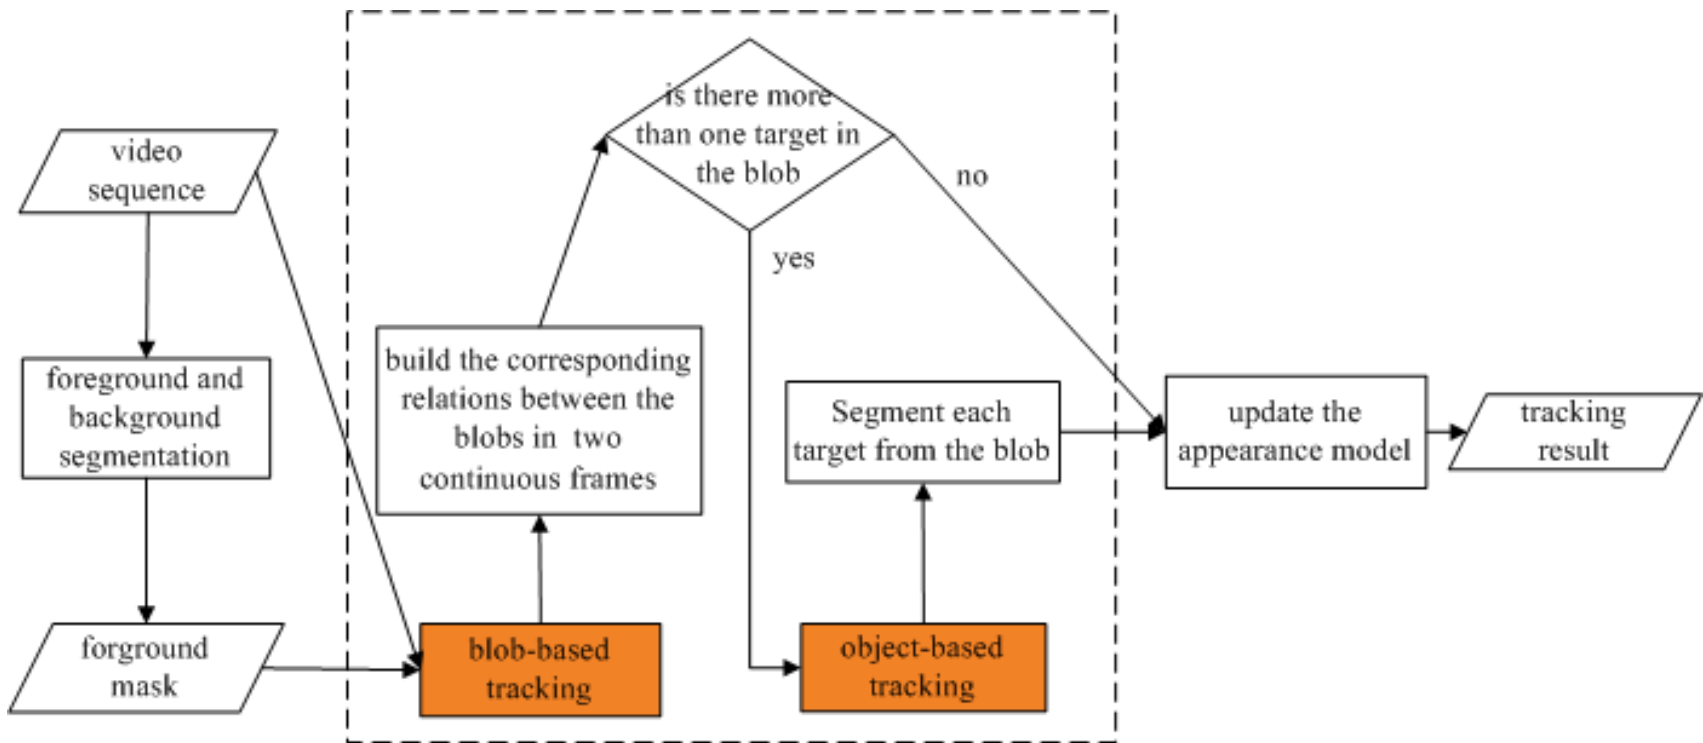 video
sequence
foreground and
background
segmentation
forground
mask
blob-based
tracking
build the corresponding
relations between the
blobs in two
continuous frames
is there more
than one target in
the blob
no
yes
object-based
tracking
Segment each
target from the blob
update the
appearance model
tracking
result